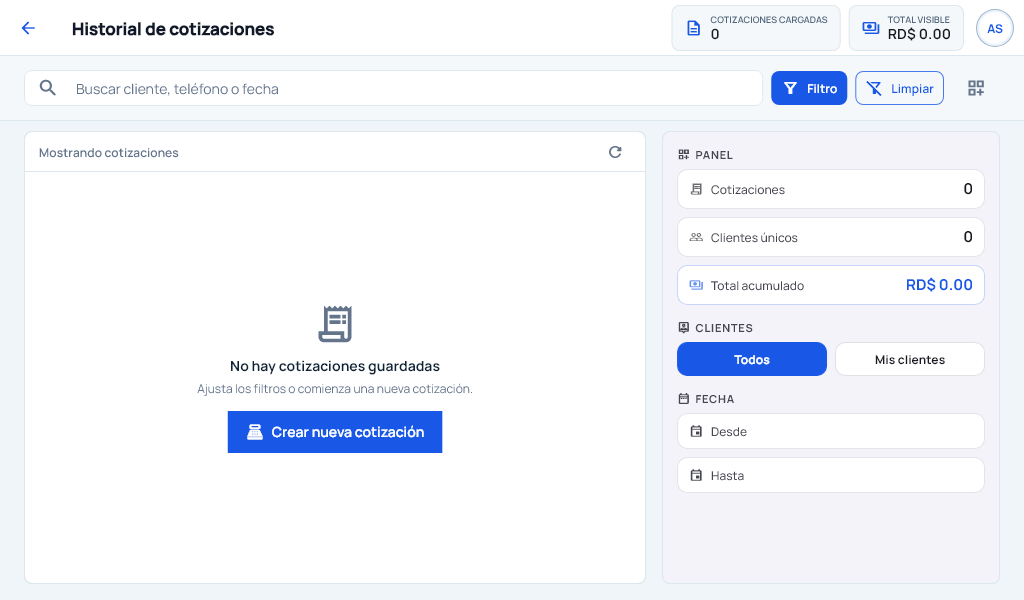 Historial de cotizaciones
COTIZACIONES CARGADAS
0
TOTAL VISIBLE
RD$ 0.00
AS
Buscar cliente, teléfono o fecha
Filtro
Limpiar
Mostrando cotizaciones
No hay cotizaciones guardadas
Ajusta los filtros o comienza una nueva cotización.
Crear nueva cotización
PANEL
Cotizaciones 0
Clientes únicos 0
Total acumulado RD$ 0.00
CLIENTES
Todos
Mis clientes
FECHA
Desde
Hasta